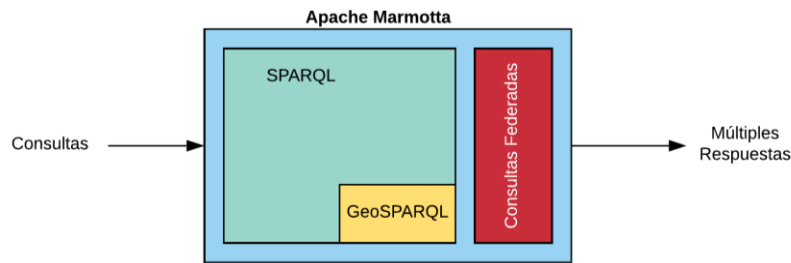 Apache Marmotta
SPARQL
Consultas
GeoSPARQL
Consultas Federadas
Múltiples
Respuestas